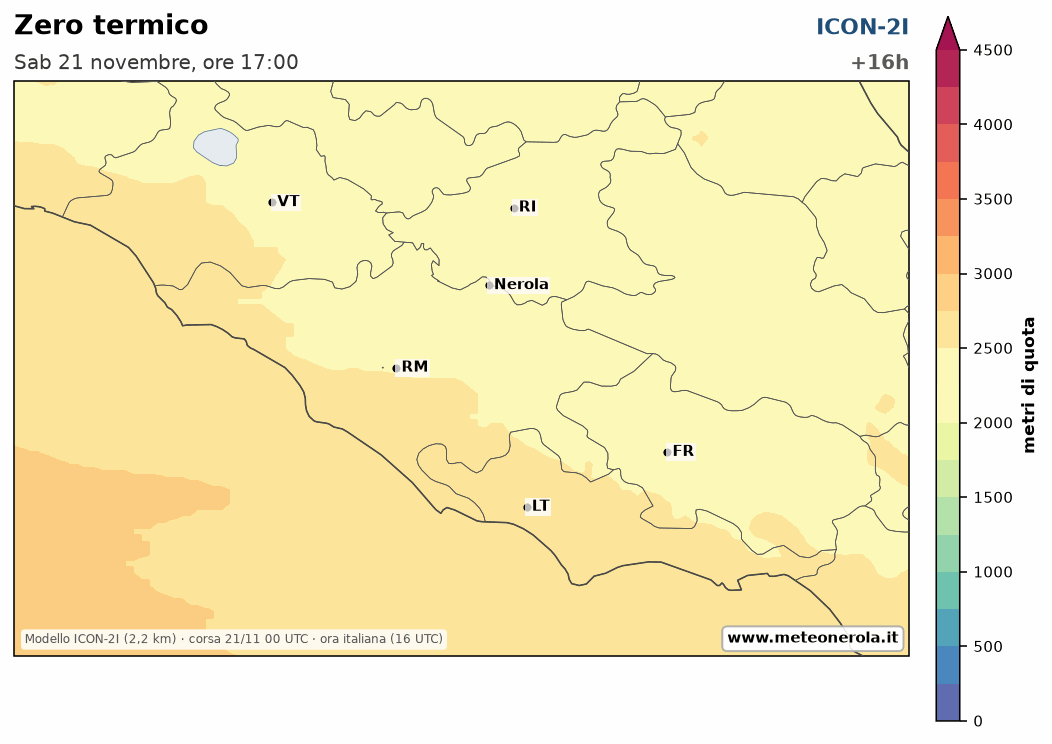 Zero termico
ICON-2I
Sab 21 novembre, ore 17:00
+16h
VT
RI
Nerola
RM
FR
LT
Modello ICON-2I (2,2 km) · corsa 21/11 00 UTC · ora italiana (16 UTC)
www.meteonerola.it
4500
4000
3500
3000
2500
2000
1500
1000
500
0
metri di quota